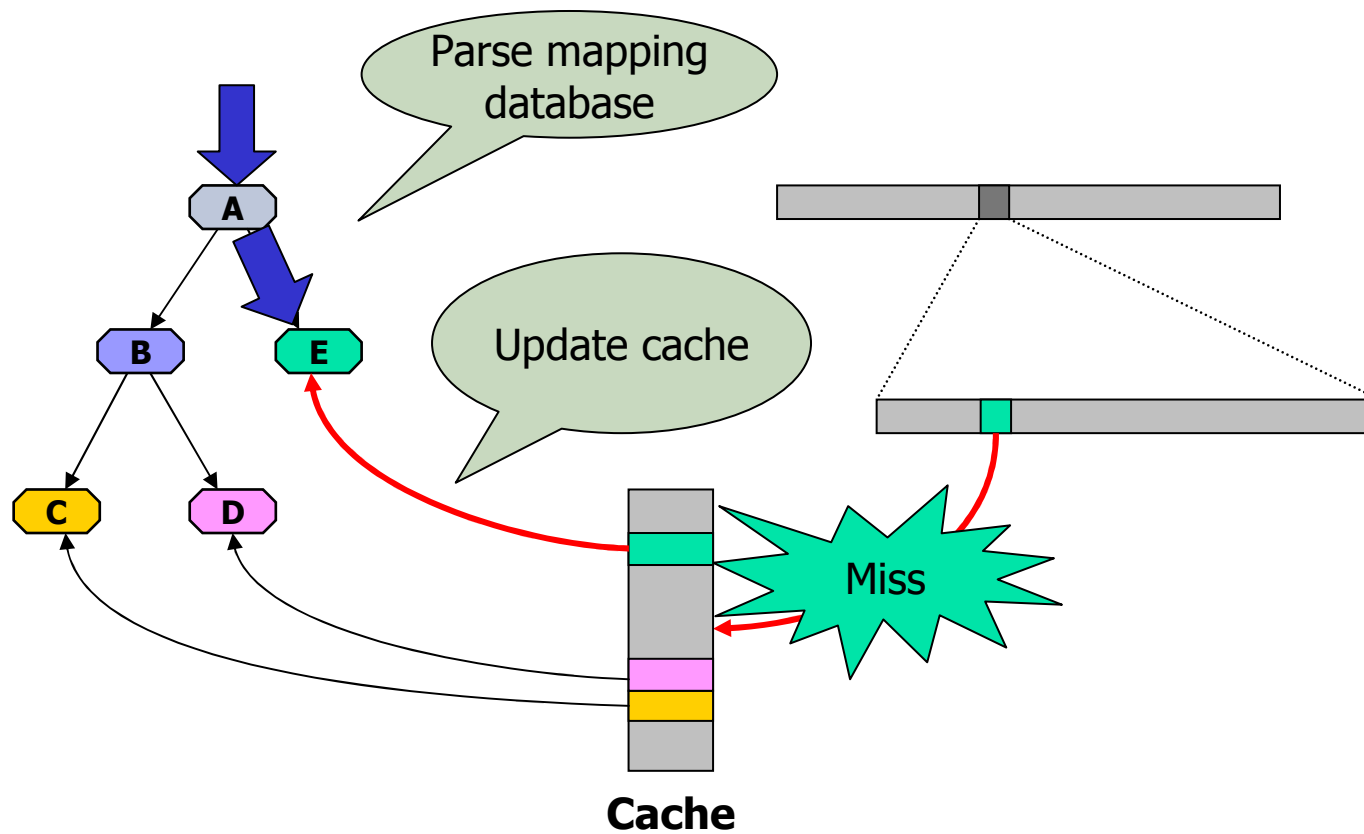 Parse mapping
database
A
B
E
Update cache
C
D
Miss
Cache